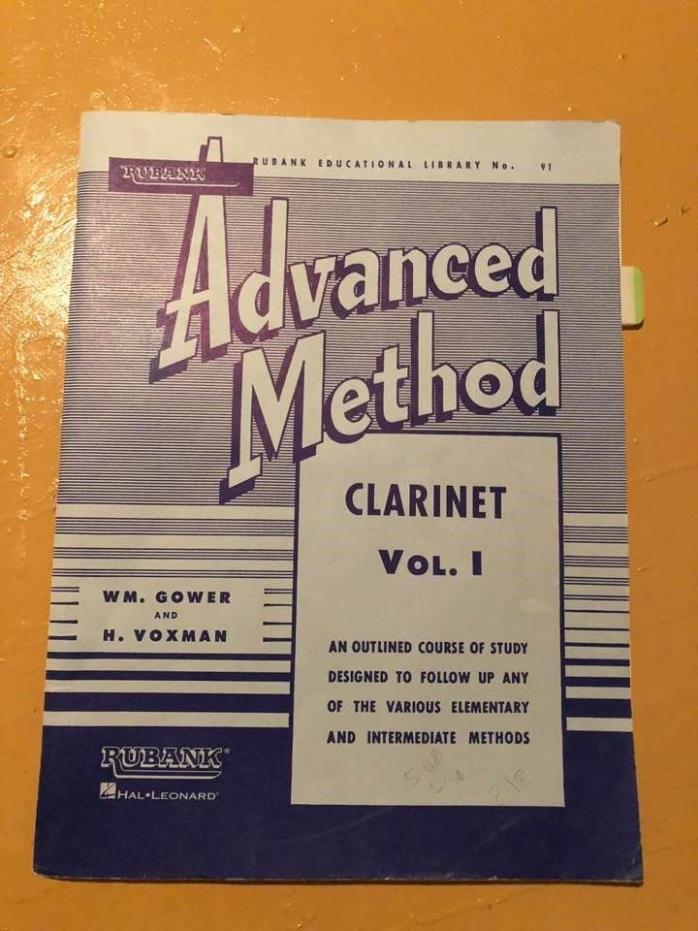 RUBANK EDUCATIONAL LIBRARY No. 91
RUBANK
Advanced
Method
CLARINET
VOL. I
WM. GOWER
AND
H. VOXMAN
AN OUTLINED COURSE OF STUDY
DESIGNED TO FOLLOW UP ANY
OF THE VARIOUS ELEMENTARY
AND INTERMEDIATE METHODS
RUBANK®
HAL•LEONARD®